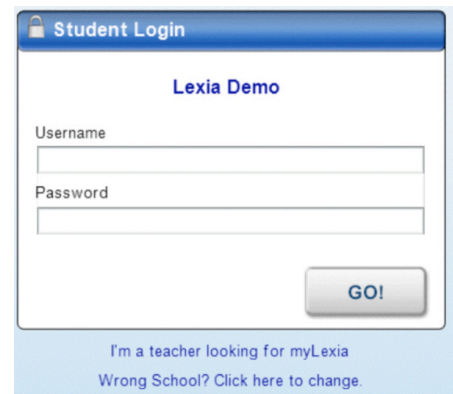 Student Login
Lexia Demo
Username
Password
GO!
I'm a teacher looking for myLexia
Wrong School? Click here to change.